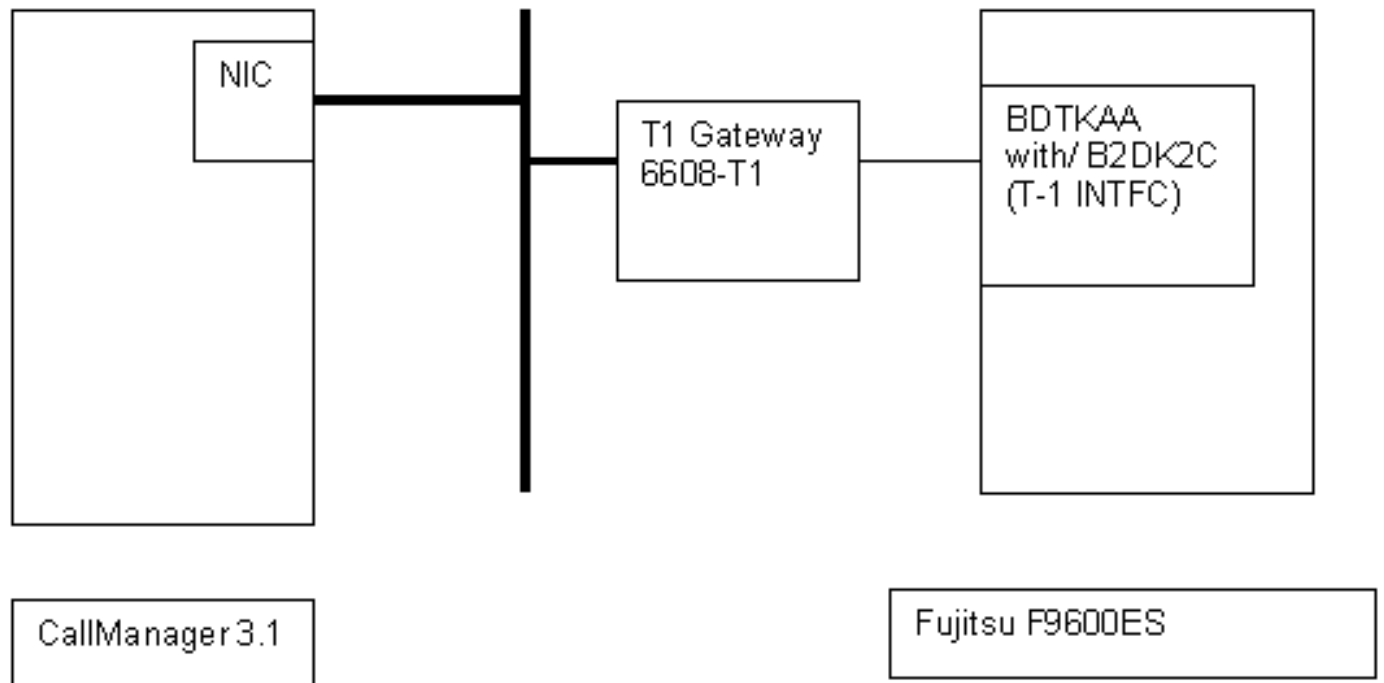 NIC
T1 Gateway
6608-T1
BDTKAA
with/ B2DK2C
(T-1 INTFC)
CallManager 3.1
Fujitsu F9600ES